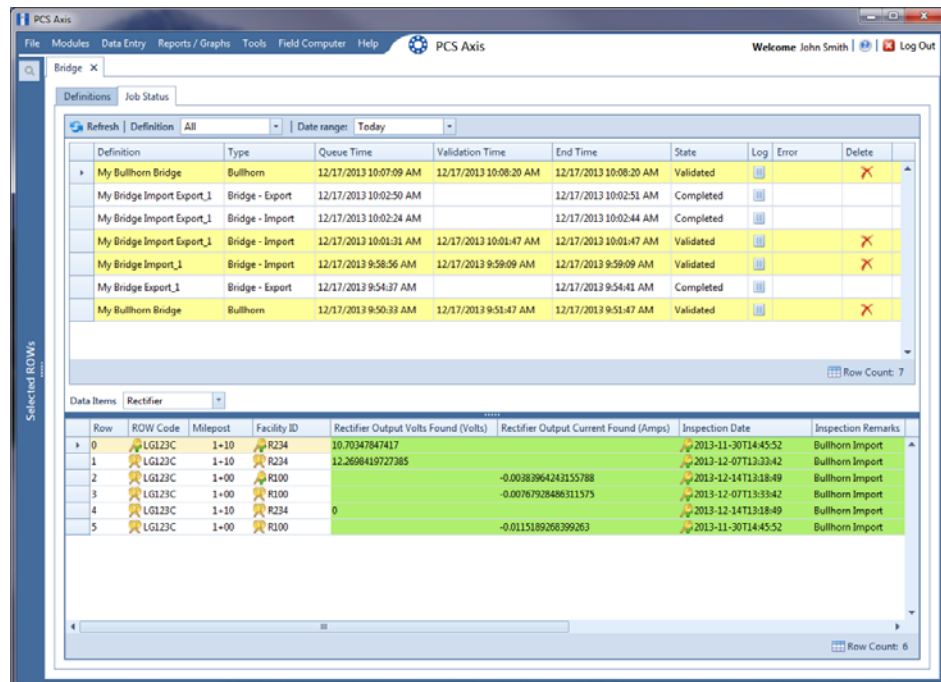 PCS Axis
File Modules Data Entry Reports / Graphs Tools Field Computer Help PCS Axis Welcome John Smith Log Out
Bridge X
Definitions Job Status
Refresh Definition All Date range: Today
Definition Type Queue Time Validation Time End Time State Log Error Delete
My Bullhorn Bridge Bullhorn 12/17/2013 10:07:09 AM 12/17/2013 10:08:20 AM 12/17/2013 10:08:20 AM Validated
My Bridge Import Export_1 Bridge - Export 12/17/2013 10:02:50 AM 12/17/2013 10:02:51 AM Completed
My Bridge Import Export_1 Bridge - Import 12/17/2013 10:02:24 AM 12/17/2013 10:02:44 AM Completed
My Bridge Import Export_1 Bridge - Import 12/17/2013 10:01:31 AM 12/17/2013 10:01:47 AM 12/17/2013 10:01:47 AM Validated
My Bridge Import_1 Bridge - Import 12/17/2013 9:58:56 AM 12/17/2013 9:59:09 AM 12/17/2013 9:59:09 AM Validated
My Bridge Export_1 Bridge - Export 12/17/2013 9:54:37 AM 12/17/2013 9:54:41 AM Completed
My Bullhorn Bridge Bullhorn 12/17/2013 9:50:33 AM 12/17/2013 9:51:47 AM 12/17/2013 9:51:47 AM Validated
Row Count: 7
Selected ROWs
Data Items Rectifier
Row ROW Code Milepost Facility ID Rectifier Output Volts Found (Volts) Rectifier Output Current Found (Amps) Inspection Date Inspection Remarks
0 LG123C 1+10 R234 10.70347847417 2013-11-30T14:45:52 Bullhorn Import
1 LG123C 1+10 R234 12.2698419727385 2013-12-07T13:33:42 Bullhorn Import
2 LG123C 1+00 R100 -0.00383964243155788 2013-12-14T13:18:49 Bullhorn Import
3 LG123C 1+00 R100 -0.00767928486311575 2013-12-07T13:33:42 Bullhorn Import
4 LG123C 1+10 R234 0 2013-12-14T13:18:49 Bullhorn Import
5 LG123C 1+00 R100 -0.0115189268399263 2013-11-30T14:45:52 Bullhorn Import
Row Count: 6